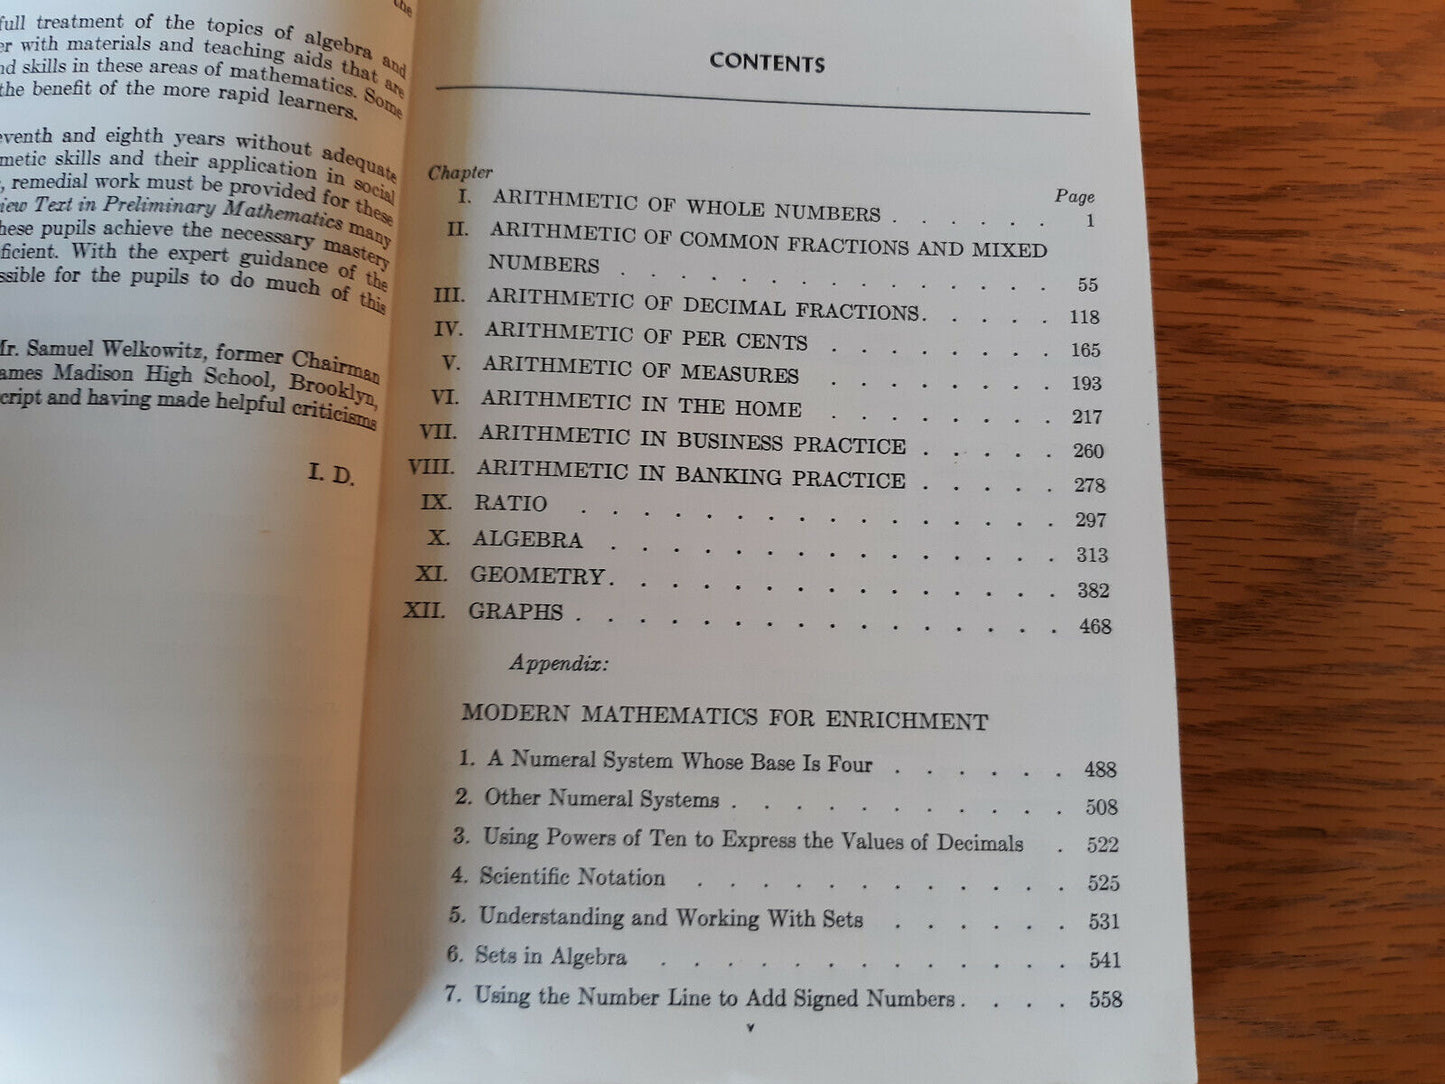 the
full treatment of the topics of algebra and
er with materials and teaching aids that are
nd skills in these areas of mathematics. Some
the benefit of the more rapid learners.
eventh and eighth years without adequate
metic skills and their application in social
, remedial work must be provided for these
iew Text in Preliminary Mathematics many
hese pupils achieve the necessary mastery
ficient. With the expert guidance of the
ssible for the pupils to do much of this
Mr. Samuel Welkowitz, former Chairman
ames Madison High School, Brooklyn,
cript and having made helpful criticisms
I. D.
CONTENTS
Chapter Page
I. ARITHMETIC OF WHOLE NUMBERS . . . . . . 1
II. ARITHMETIC OF COMMON FRACTIONS AND MIXED
NUMBERS . . . . . . . . . . . . . . . 55
III. ARITHMETIC OF DECIMAL FRACTIONS. . . . . 118
IV. ARITHMETIC OF PER CENTS . . . . . . . . 165
V. ARITHMETIC OF MEASURES . . . . . . . . 193
VI. ARITHMETIC IN THE HOME . . . . . . . . 217
VII. ARITHMETIC IN BUSINESS PRACTICE . . . . . 260
VIII. ARITHMETIC IN BANKING PRACTICE . . . . . 278
IX. RATIO . . . . . . . . . . . . . . . . 297
X. ALGEBRA . . . . . . . . . . . . . . . 313
XI. GEOMETRY. . . . . . . . . . . . . . . 382
XII. GRAPHS . . . . . . . . . . . . . . . . 468
Appendix:
MODERN MATHEMATICS FOR ENRICHMENT
1. A Numeral System Whose Base Is Four . . . . . . 488
2. Other Numeral Systems . . . . . . . . . . . 508
3. Using Powers of Ten to Express the Values of Decimals . 522
4. Scientific Notation . . . . . . . . . . . . 525
5. Understanding and Working With Sets . . . . . . 531
6. Sets in Algebra . . . . . . . . . . . . . 541
7. Using the Number Line to Add Signed Numbers . . . . 558
v